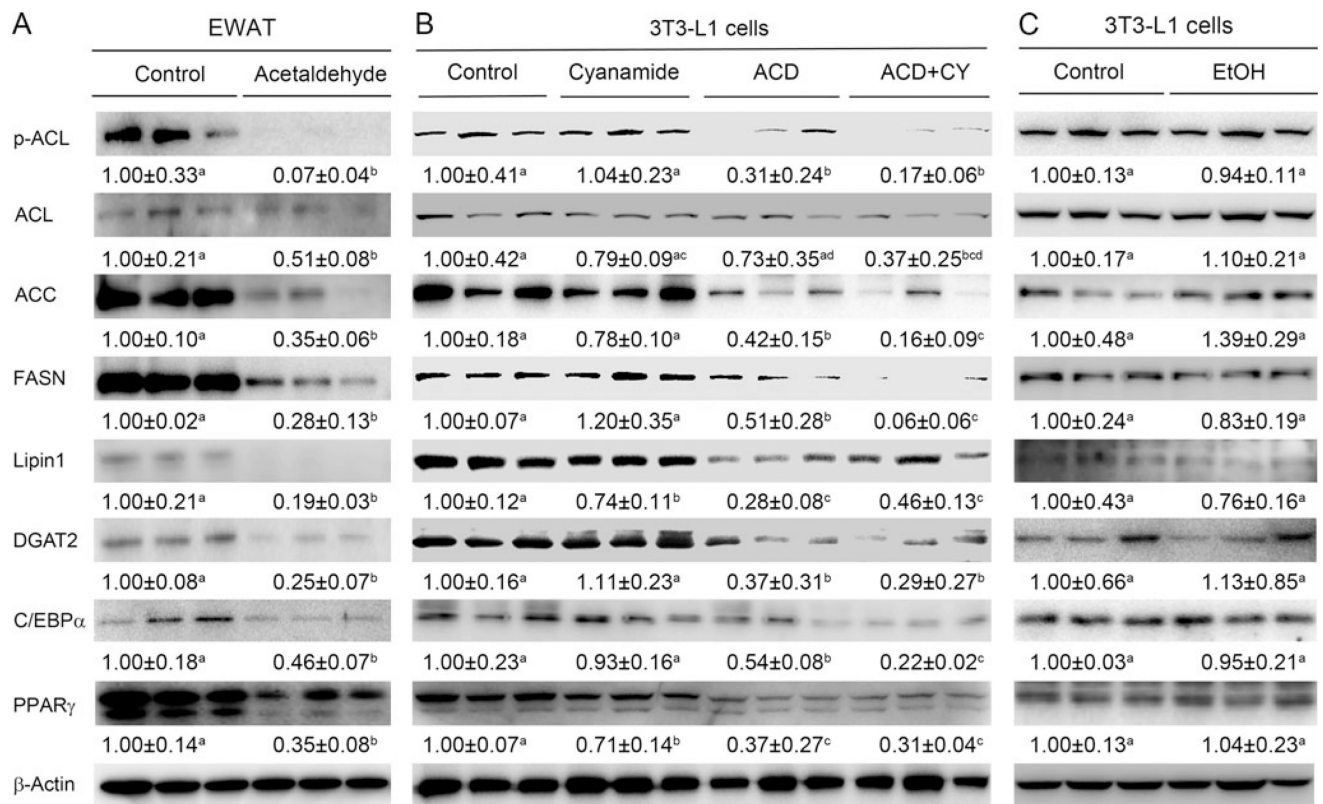 A B C
EWAT 3T3-L1 cells 3T3-L1 cells
Control Acetaldehyde Control Cyanamide ACD ACD+CY Control EtOH
p-ACL
1.00±0.33ᵃ 0.07±0.04ᵇ 1.00±0.41ᵃ 1.04±0.23ᵃ 0.31±0.24ᵇ 0.17±0.06ᵇ 1.00±0.13ᵃ 0.94±0.11ᵃ
ACL
1.00±0.21ᵃ 0.51±0.08ᵇ 1.00±0.42ᵃ 0.79±0.09ᵃᶜ 0.73±0.35ᵃᵈ 0.37±0.25ᵇᶜᵈ 1.00±0.17ᵃ 1.10±0.21ᵃ
ACC
1.00±0.10ᵃ 0.35±0.06ᵇ 1.00±0.18ᵃ 0.78±0.10ᵃ 0.42±0.15ᵇ 0.16±0.09ᶜ 1.00±0.48ᵃ 1.39±0.29ᵃ
FASN
1.00±0.02ᵃ 0.28±0.13ᵇ 1.00±0.07ᵃ 1.20±0.35ᵃ 0.51±0.28ᵇ 0.06±0.06ᶜ 1.00±0.24ᵃ 0.83±0.19ᵃ
Lipin1
1.00±0.21ᵃ 0.19±0.03ᵇ 1.00±0.12ᵃ 0.74±0.11ᵇ 0.28±0.08ᶜ 0.46±0.13ᶜ 1.00±0.43ᵃ 0.76±0.16ᵃ
DGAT2
1.00±0.08ᵃ 0.25±0.07ᵇ 1.00±0.16ᵃ 1.11±0.23ᵃ 0.37±0.31ᵇ 0.29±0.27ᵇ 1.00±0.66ᵃ 1.13±0.85ᵃ
C/EBPα
1.00±0.18ᵃ 0.46±0.07ᵇ 1.00±0.23ᵃ 0.93±0.16ᵃ 0.54±0.08ᵇ 0.22±0.02ᶜ 1.00±0.03ᵃ 0.95±0.21ᵃ
PPARγ
1.00±0.14ᵃ 0.35±0.08ᵇ 1.00±0.07ᵃ 0.71±0.14ᵇ 0.37±0.27ᶜ 0.31±0.04ᶜ 1.00±0.13ᵃ 1.04±0.23ᵃ
β-Actin